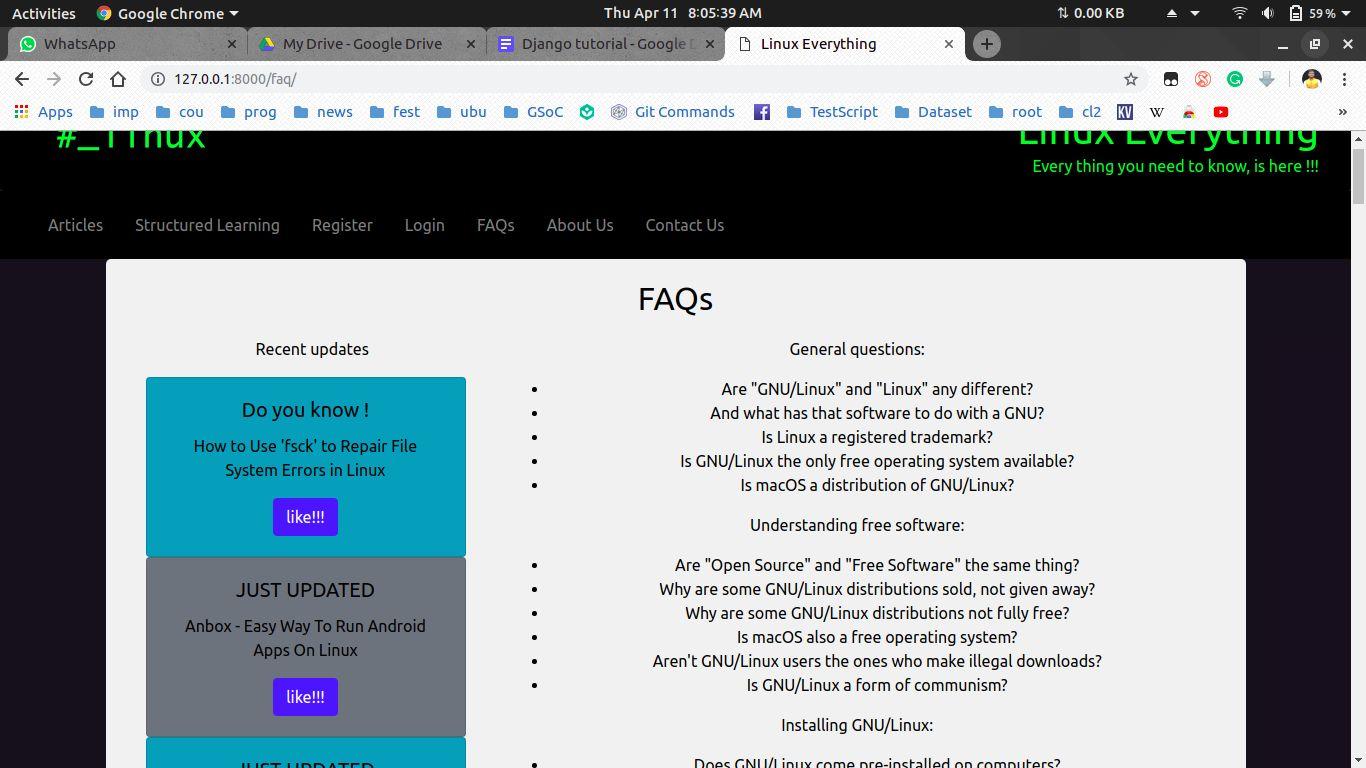 Activities Google Chrome Thu Apr 11 8:05:39 AM 0.00 KB 59 %
WhatsApp My Drive - Google Drive Django tutorial - Google D Linux Everything
127.0.0.1:8000/faq/
Apps imp cou prog news fest ubu GSoC Git Commands TestScript Dataset root cl2 KV W »
Linux Everything
Every thing you need to know, is here !!!
Articles Structured Learning Register Login FAQs About Us Contact Us
FAQs
Recent updates
Do you know !
How to Use 'fsck' to Repair File
System Errors in Linux
like!!!
JUST UPDATED
Anbox - Easy Way To Run Android
Apps On Linux
like!!!
JUST UPDATED
General questions:
• Are "GNU/Linux" and "Linux" any different?
• And what has that software to do with a GNU?
• Is Linux a registered trademark?
• Is GNU/Linux the only free operating system available?
• Is macOS a distribution of GNU/Linux?
Understanding free software:
• Are "Open Source" and "Free Software" the same thing?
• Why are some GNU/Linux distributions sold, not given away?
• Why are some GNU/Linux distributions not fully free?
• Is macOS also a free operating system?
• Aren't GNU/Linux users the ones who make illegal downloads?
• Is GNU/Linux a form of communism?
Installing GNU/Linux:
• Does GNU/Linux come pre-installed on computers?